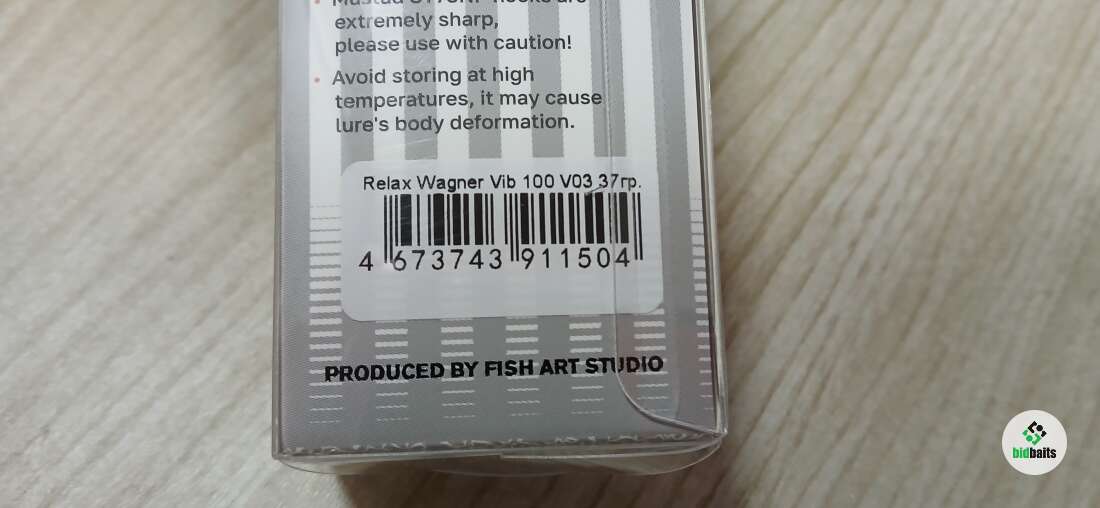 extremely sharp,
please use with caution!
Avoid storing at high
temperatures, it may cause
lure's body deformation.
Relax Wagner Vib 100 V03 37гр.
4 673743 911504
PRODUCED BY FISH ART STUDIO
bidbaits